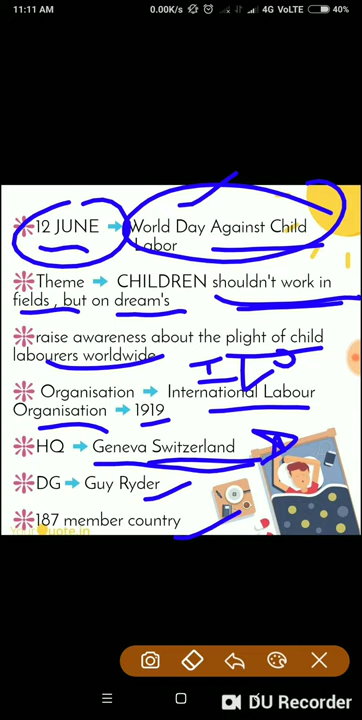 11:11 AM 0.00K/s 4G VoLTE 40%
12 JUNE → World Day Against Child
Labor
Theme → CHILDREN shouldn't work in
fields , but on dream's
raise awareness about the plight of child
labourers worldwide
ILO
Organisation → International Labour
Organisation → 1919
HQ → Geneva Switzerland
DG → Guy Ryder
187 member country
uote.in
DU Recorder